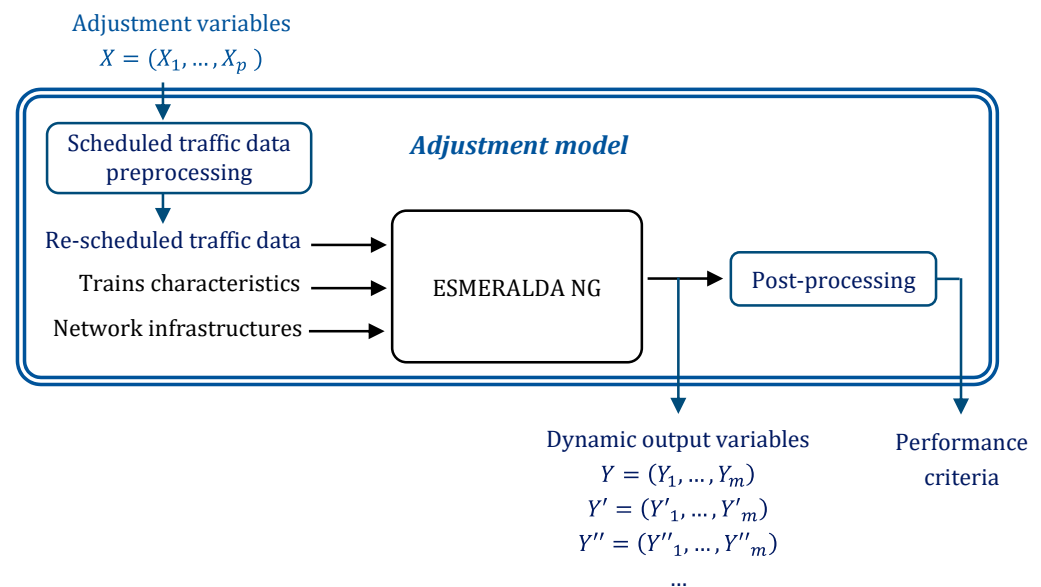 Adjustment variables
X = (X₁, ..., Xₚ )
Adjustment model
Scheduled traffic data
preprocessing
Re-scheduled traffic data
Trains characteristics
Network infrastructures
ESMERALDA NG
Post-processing
Dynamic output variables
Y = (Y₁, ..., Yₘ)
Y′ = (Y′₁, ..., Y′ₘ)
Y′′ = (Y′′₁, ..., Y′′ₘ)
...
Performance
criteria